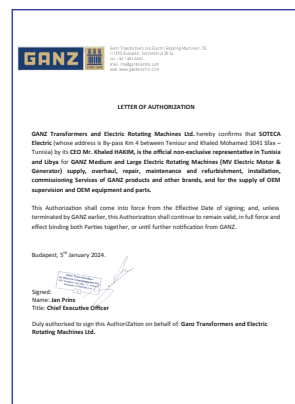 GANZ
Ganz Transformers and Electric Rotating Machines Ltd.
LETTER OF AUTHORIZATION
GANZ Transformers and Electric Rotating Machines Ltd. hereby confirms that SOTECA
Electric (whose address is By-pass Km 4 between Teniour and Khaled Mohamed 3041 Sfax –
Tunisia) by its CEO Mr. Khaled HAKIM, is the official non-exclusive representative in Tunisia
and Libya for GANZ Medium and Large Electric Rotating Machines (MV Electric Motor &
Generator) supply, overhaul, repair, maintenance and refurbishment, installation,
commissioning Services of GANZ products and other brands, and for the supply of OEM
supervision and OEM equipment and parts.
This Authorization shall come into force from the Effective Date of signing; and, unless
terminated by GANZ earlier, this Authorization shall continue to remain valid, in full force and
effect binding both Parties together, or until further notification from GANZ.
Budapest, 5th January 2024.
Signed:
Name: Jan Prins
Title: Chief Executive Officer
Duly authorised to sign this Authorization on behalf of: Ganz Transformers and Electric
Rotating Machines Ltd.